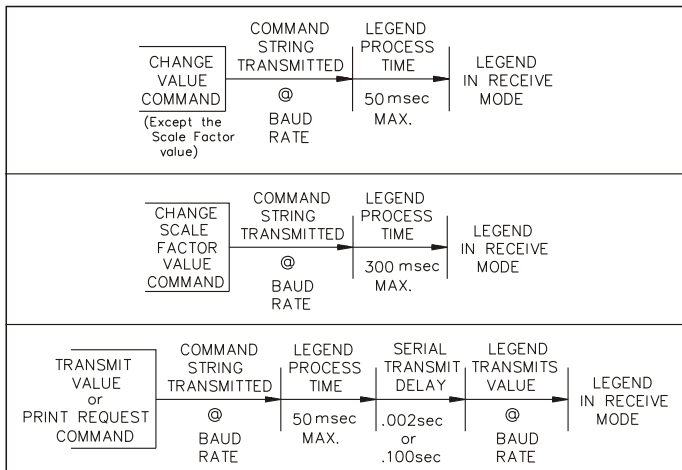 CHANGE
VALUE
COMMAND
(Except the
Scale Factor
value)
COMMAND
STRING
TRANSMITTED
@
BAUD
RATE
LEGEND
PROCESS
TIME
50 msec
MAX.
LEGEND
IN RECEIVE
MODE
CHANGE
SCALE
FACTOR
VALUE
COMMAND
COMMAND
STRING
TRANSMITTED
@
BAUD
RATE
LEGEND
PROCESS
TIME
300 msec
MAX.
LEGEND
IN RECEIVE
MODE
TRANSMIT
VALUE
or
PRINT REQUEST
COMMAND
COMMAND
STRING
TRANSMITTED
@
BAUD
RATE
LEGEND
PROCESS
TIME
50 msec
MAX.
SERIAL
TRANSMIT
DELAY
.002sec
or
.100sec
LEGEND
TRANSMITS
VALUE
@
BAUD
RATE
LEGEND
IN RECEIVE
MODE